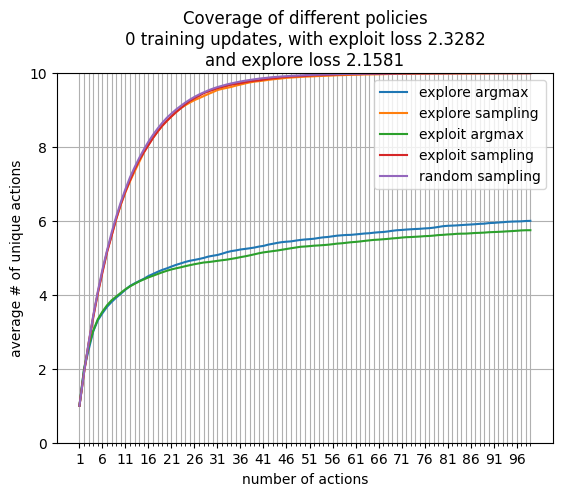 Coverage of different policies
0 training updates, with exploit loss 2.3282
and explore loss 2.1581
10
8
6
4
2
0
average # of unique actions
explore argmax
explore sampling
exploit argmax
exploit sampling
random sampling
1 6 11 16 21 26 31 36 41 46 51 56 61 66 71 76 81 86 91 96
number of actions